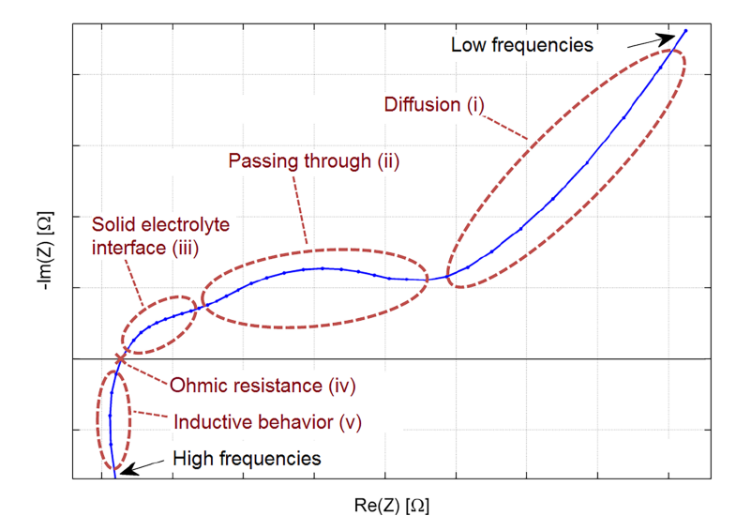 Low frequencies
Diffusion (i)
Passing through (ii)
Solid electrolyte
interface (iii)
-Im(Z) [Ω]
Ohmic resistance (iv)
Inductive behavior (v)
High frequencies
Re(Z) [Ω]